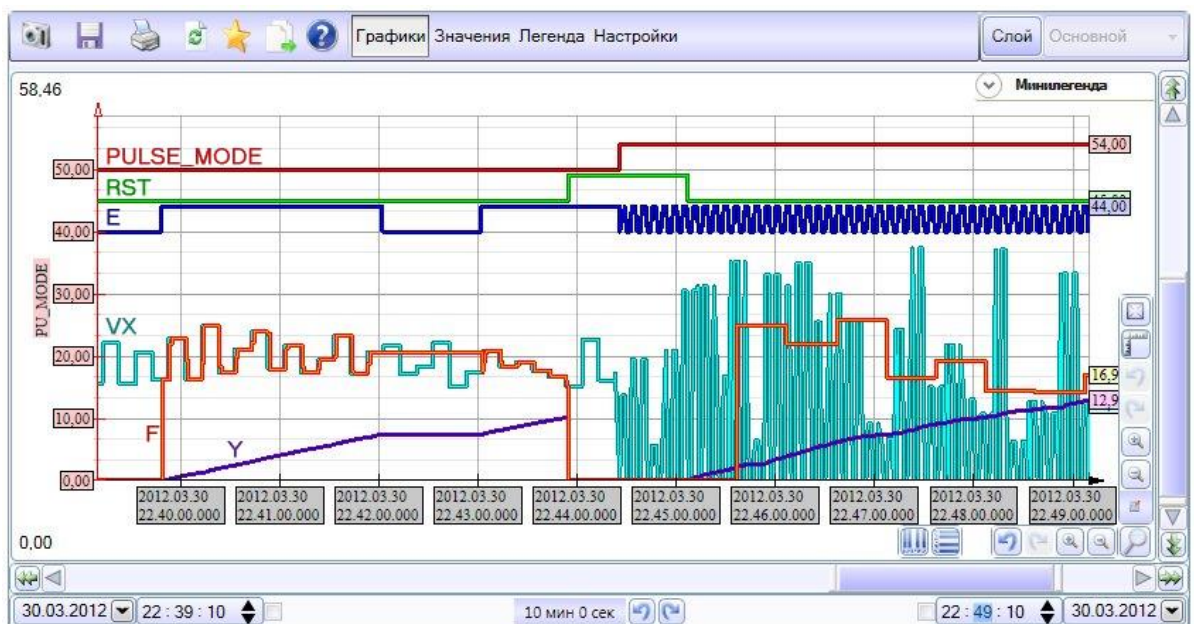 Графики Значения Легенда Настройки
Слой Основной
58,46
Минилегенда
PULSE_MODE
54,00
50,00
RST
E
44,00
40,00
PU_MODE
30,00
VX
20,00
16,9
12,9
10,00
F
Y
0,00
2012.03.30 2012.03.30 2012.03.30 2012.03.30 2012.03.30 2012.03.30 2012.03.30 2012.03.30 2012.03.30 2012.03.30
22.40.00.000 22.41.00.000 22.42.00.000 22.43.00.000 22.44.00.000 22.45.00.000 22.46.00.000 22.47.00.000 22.48.00.000 22.49.00.000
0,00
30.03.2012 22 : 39 : 10 10 мин 0 сек 22 : 49 : 10 30.03.2012